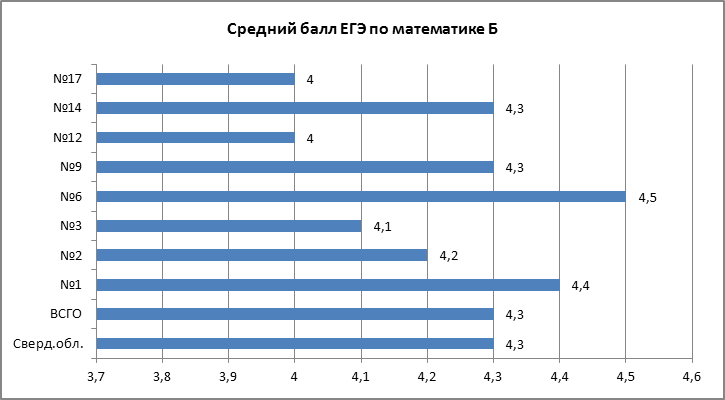 Средний балл ЕГЭ по математике Б
№17 4
№14 4,3
№12 4
№9 4,3
№6 4,5
№3 4,1
№2 4,2
№1 4,4
ВСГО 4,3
Сверд.обл. 4,3
3,7 3,8 3,9 4 4,1 4,2 4,3 4,4 4,5 4,6